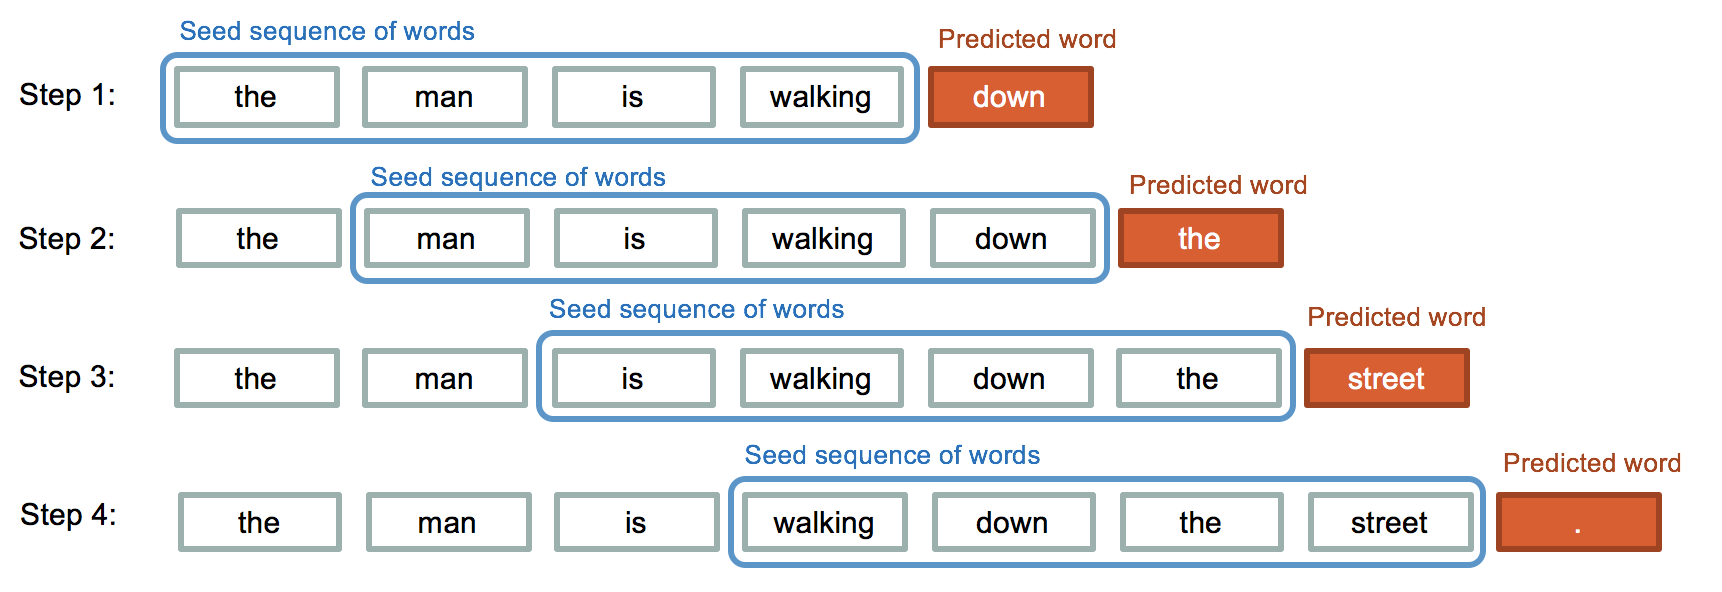 Seed sequence of words
Predicted word
Step 1: the man is walking down
Seed sequence of words
Predicted word
Step 2: the man is walking down the
Seed sequence of words
Predicted word
Step 3: the man is walking down the street
Seed sequence of words
Predicted word
Step 4: the man is walking down the street .